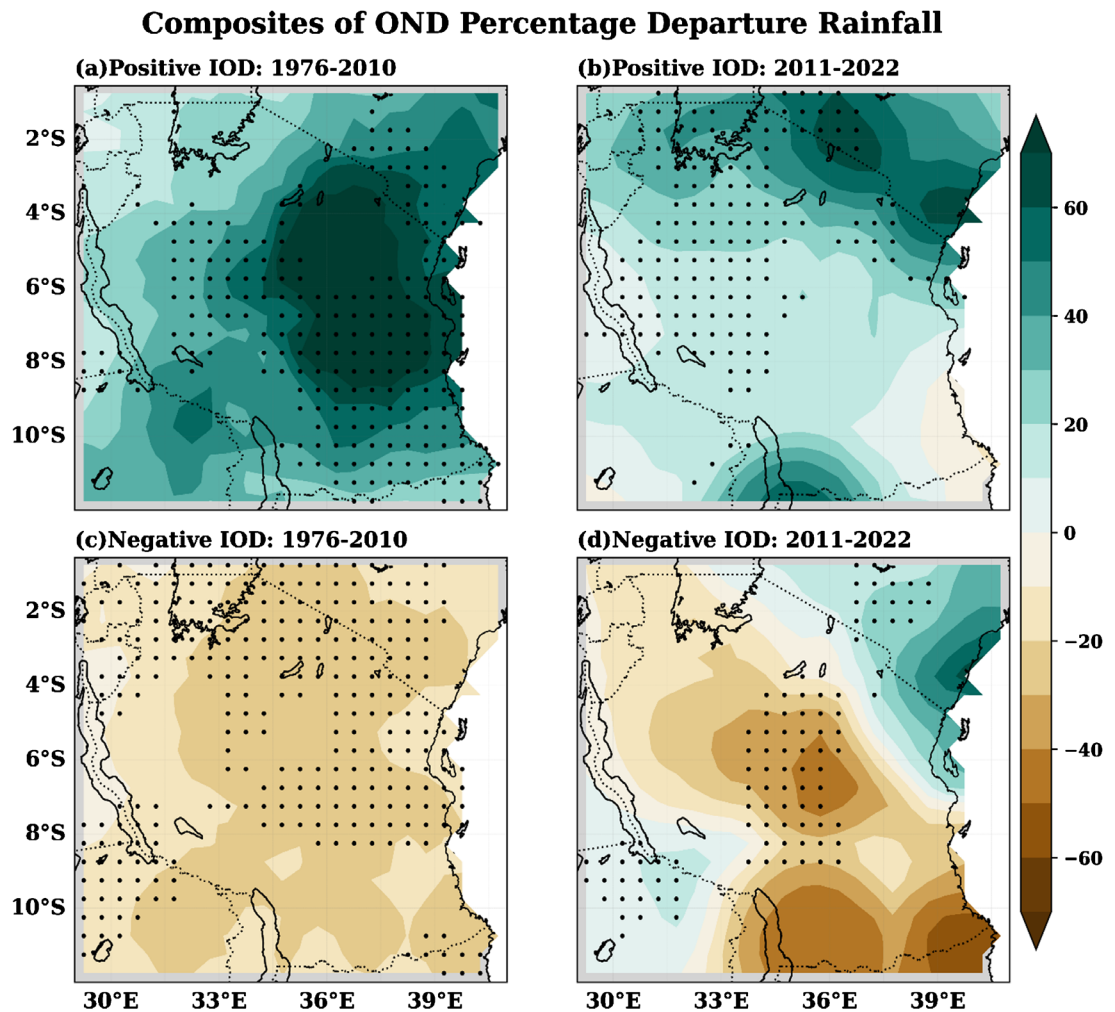 Composites of OND Percentage Departure Rainfall
(a)Positive IOD: 1976-2010
(b)Positive IOD: 2011-2022
2°S
4°S
6°S
8°S
10°S
60
40
20
0
−20
−40
−60
(c)Negative IOD: 1976-2010
(d)Negative IOD: 2011-2022
2°S
4°S
6°S
8°S
10°S
30°E 33°E 36°E 39°E
30°E 33°E 36°E 39°E